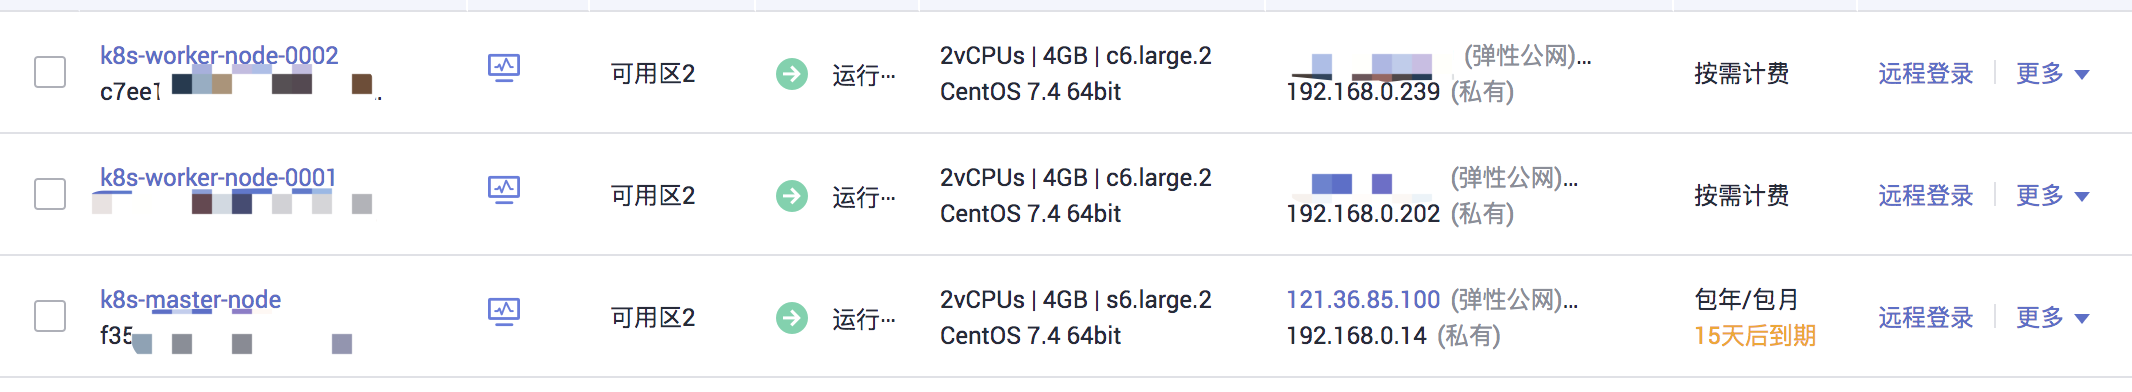 k8s-worker-node-0002
c7ee1
可用区2
运行···
2vCPUs | 4GB | c6.large.2
CentOS 7.4 64bit
(弹性公网)...
192.168.0.239 (私有)
按需计费
远程登录
更多
k8s-worker-node-0001
可用区2
运行···
2vCPUs | 4GB | c6.large.2
CentOS 7.4 64bit
(弹性公网)...
192.168.0.202 (私有)
按需计费
远程登录
更多
k8s-master-node
f35
可用区2
运行···
2vCPUs | 4GB | s6.large.2
CentOS 7.4 64bit
121.36.85.100 (弹性公网)...
192.168.0.14 (私有)
包年/包月
15天后到期
远程登录
更多